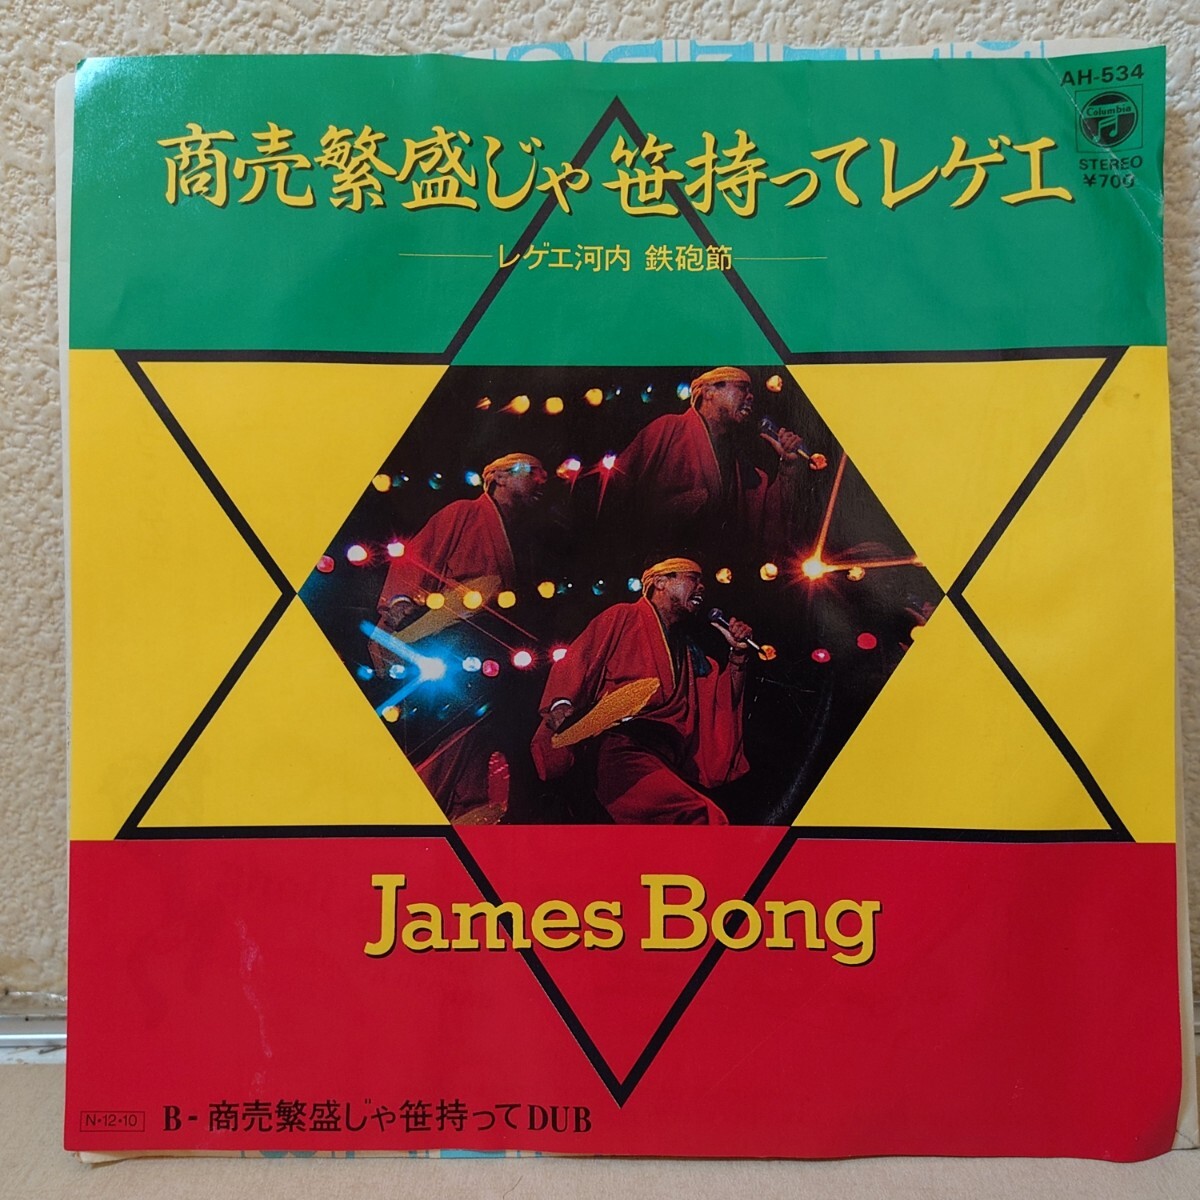 AH-534
Columbia
STEREO
¥700
商売繁盛じゃ笹持ってレゲエ
レゲエ河内 鉄砲節
James Bong
N・12・10
B-商売繁盛じゃ笹持ってDUB